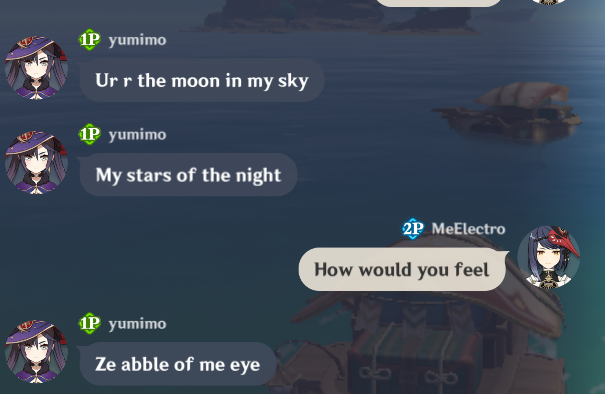 1P yumimo
Ur r the moon in my sky
1P yumimo
My stars of the night
2P MeElectro
How would you feel
1P yumimo
Ze abble of me eye